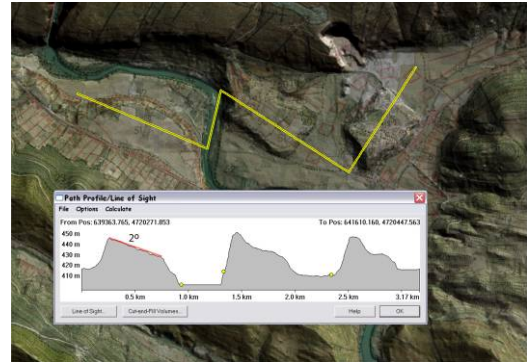 Path Profile/Line of Sight
File Options Calculate
From Pos: 639363.765, 4720271.853 To Pos: 641610.168, 4720447.563
450 m
440 m
430 m
420 m
410 m
2º
0.5 km 1.0 km 1.5 km 2.0 km 2.5 km 3.17 km
Line of Sight... Cut-and-Fill Volumes... Help OK